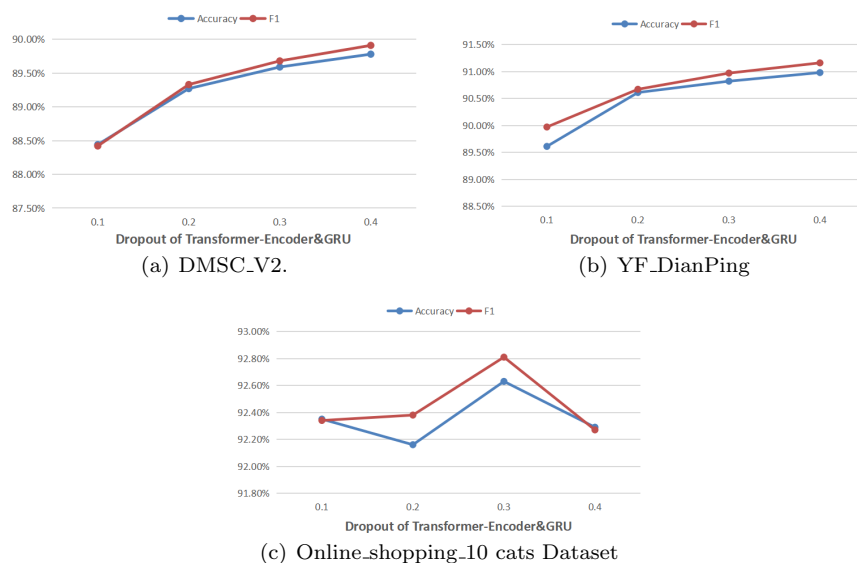 Accuracy F1
90.00%
89.50%
89.00%
88.50%
88.00%
87.50%
0.1 0.2 0.3 0.4
Dropout of Transformer-Encoder&GRU
(a) DMSC_V2.
Accuracy F1
91.50%
91.00%
90.50%
90.00%
89.50%
89.00%
88.50%
0.1 0.2 0.3 0.4
Dropout of Transformer-Encoder&GRU
(b) YF_DianPing
Accuracy F1
93.00%
92.80%
92.60%
92.40%
92.20%
92.00%
91.80%
0.1 0.2 0.3 0.4
Dropout of Transformer-Encoder&GRU
(c) Online_shopping_10 cats Dataset